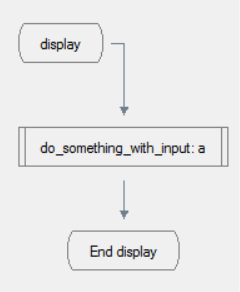 display
do_something_with_input: a
End display